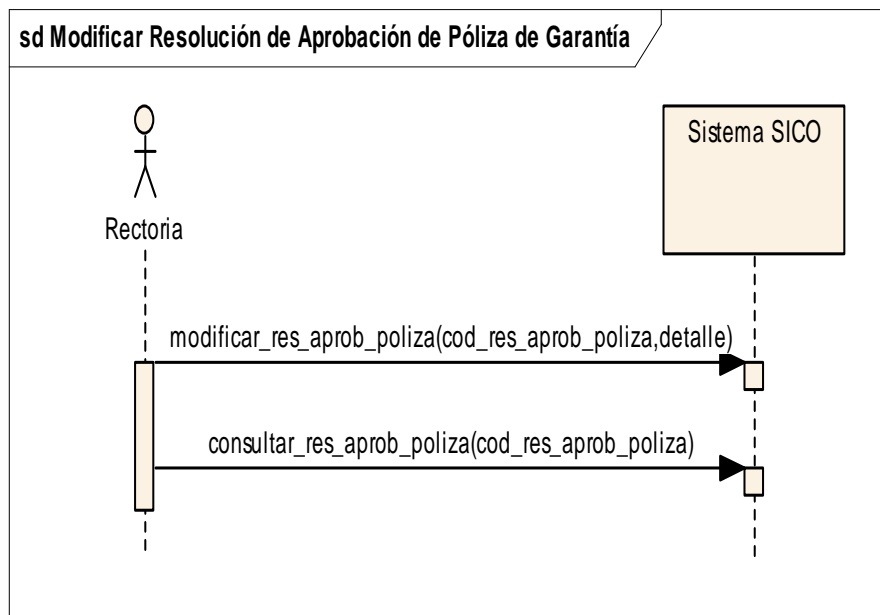 sd Modificar Resolución de Aprobación de Póliza de Garantía
Sistema SICO
Rectoria
modificar_res_aprob_poliza(cod_res_aprob_poliza,detalle)
consultar_res_aprob_poliza(cod_res_aprob_poliza)